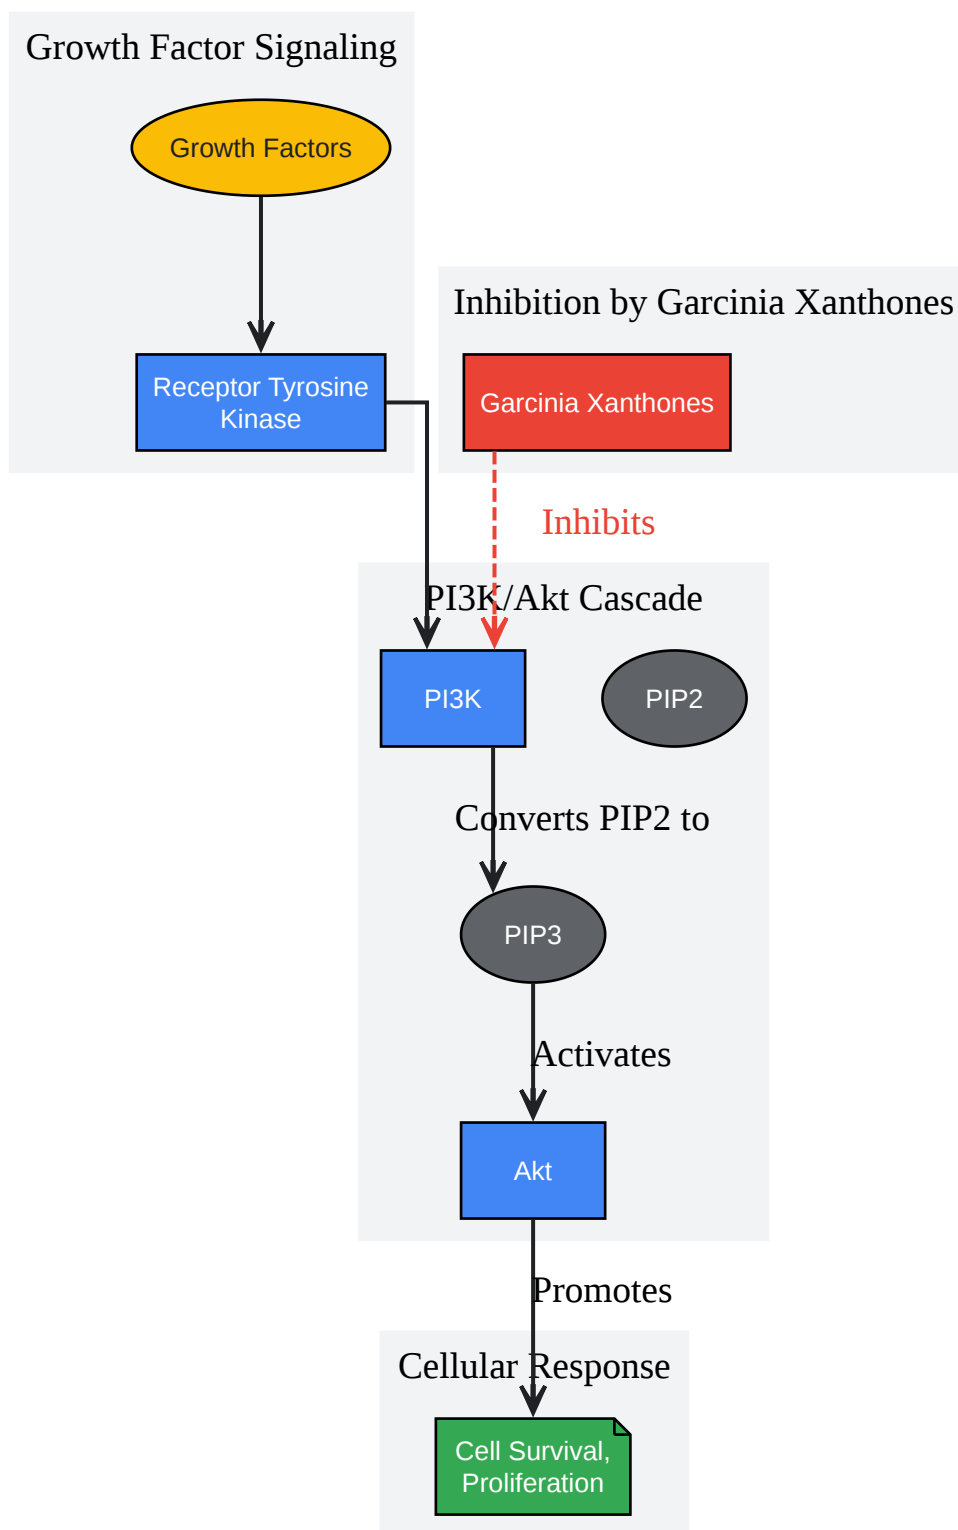 Growth Factor Signaling
Growth Factors
Receptor Tyrosine
Kinase
Inhibition by Garcinia Xanthones
Garcinia Xanthones
Inhibits
PI3K/Akt Cascade
PI3K
PIP2
Converts PIP2 to
PIP3
Activates
Akt
Promotes
Cellular Response
Cell Survival,
Proliferation